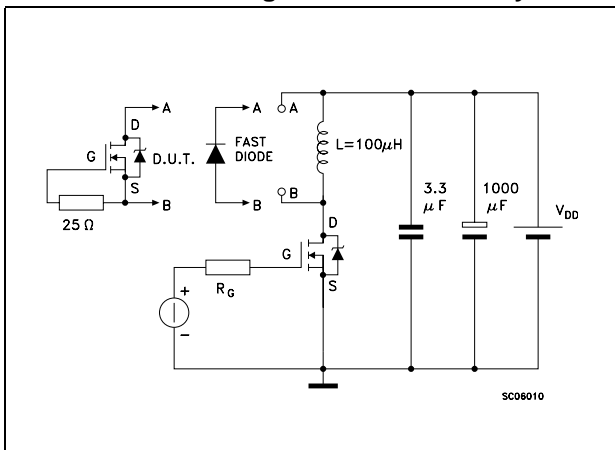 A
A
A
D
G
D.U.T.
S
B
25 Ω
FAST
DIODE
B
B
L=100μH
3.3
μF
1000
μF
VDD
D
G
S
RG
+
−
SC06010